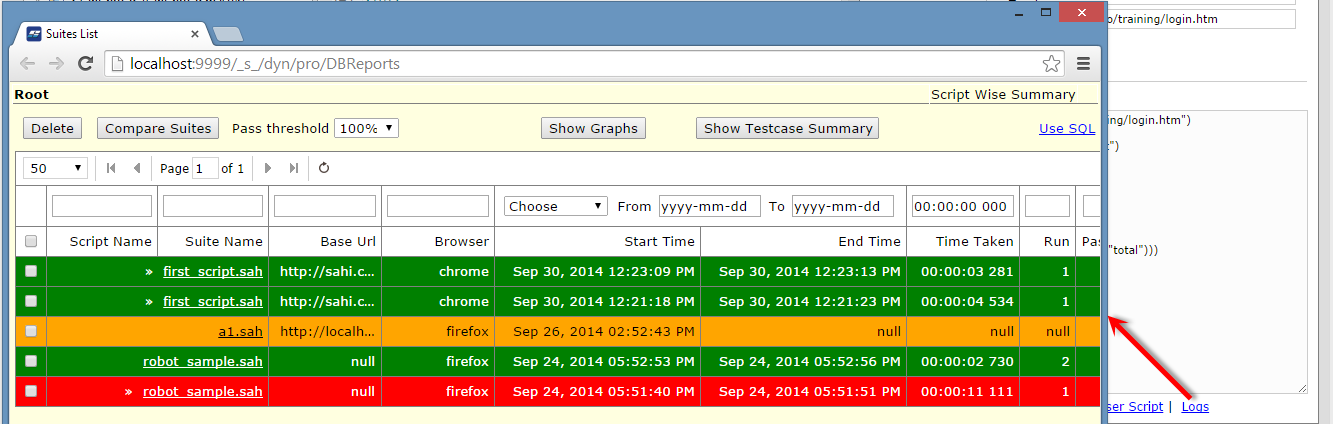 Suites List
o/training/login.htm
localhost:9999/_s_/dyn/pro/DBReports
Root Script Wise Summary
Delete Compare Suites Pass threshold 100% Show Graphs Show Testcase Summary Use SQL
ing/login.htm")
t")
50 Page 1 of 1
Choose From yyyy-mm-dd To yyyy-mm-dd 00:00:00 000
Script Name Suite Name Base Url Browser Start Time End Time Time Taken Run Pas
"total")))
» first_script.sah http://sahi.c... chrome Sep 30, 2014 12:23:09 PM Sep 30, 2014 12:23:13 PM 00:00:03 281 1
» first_script.sah http://sahi.c... chrome Sep 30, 2014 12:21:18 PM Sep 30, 2014 12:21:23 PM 00:00:04 534 1
a1.sah http://localh... firefox Sep 26, 2014 02:52:43 PM null null null
robot_sample.sah null firefox Sep 24, 2014 05:52:53 PM Sep 24, 2014 05:52:56 PM 00:00:02 730 2
» robot_sample.sah null firefox Sep 24, 2014 05:51:40 PM Sep 24, 2014 05:51:51 PM 00:00:11 111 1
ser Script | Logs